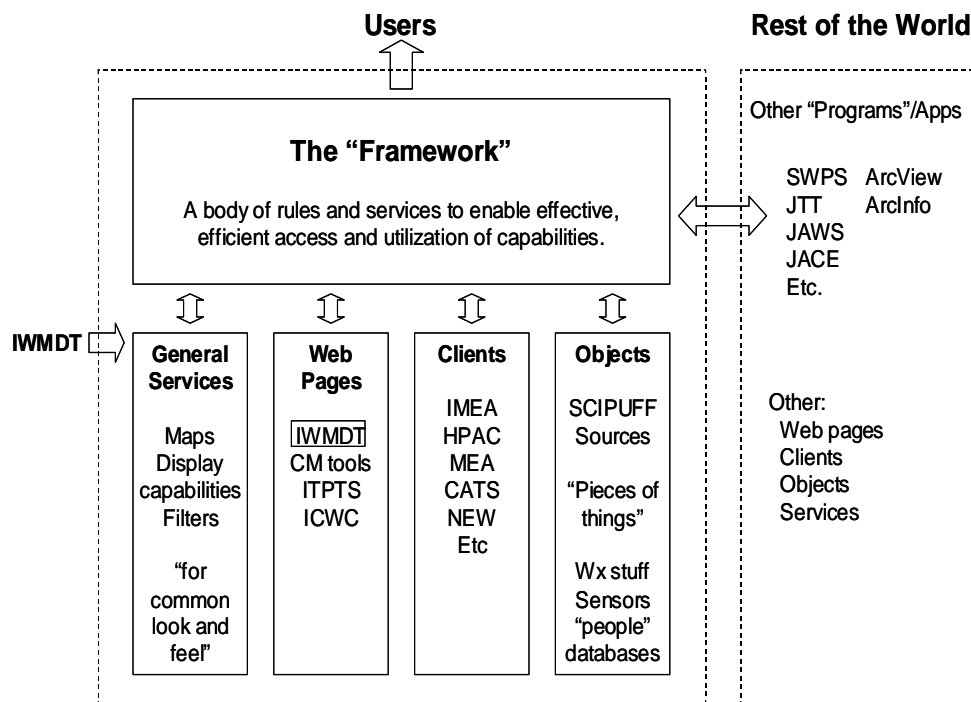 Users
Rest of the World
The “Framework”
A body of rules and services to enable effective,
efficient access and utilization of capabilities.
IWMDT
General
Services
Maps
Display
capabilities
Filters
“for
common
look and
feel”
Web
Pages
IWMDT
CM tools
ITPTS
ICWC
Clients
IMEA
HPAC
MEA
CATS
NEW
Etc
Objects
SCIPUFF
Sources
“Pieces of
things”
Wx stuff
Sensors
“people”
databases
Other “Programs”/Apps
SWPS ArcView
JTT ArcInfo
JAWS
JACE
Etc.
Other:
Web pages
Clients
Objects
Services